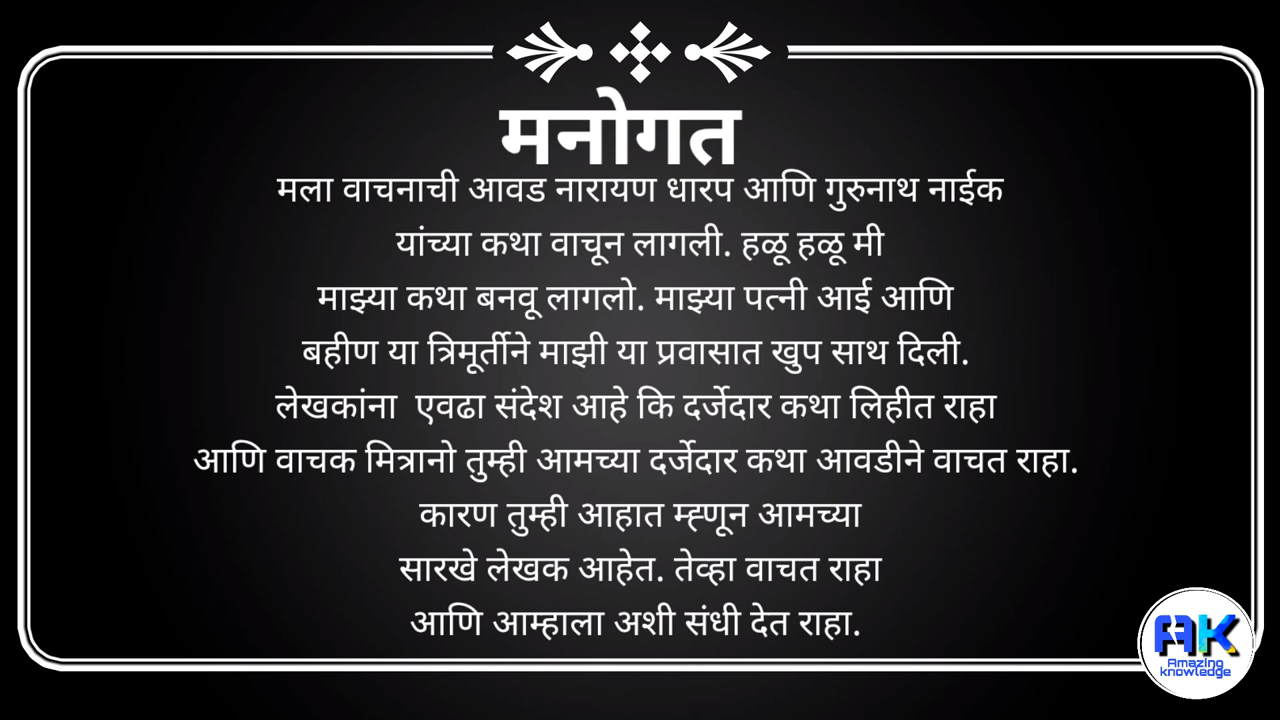 मनोगत
मला वाचनाची आवड नारायण धारप आणि गुरुनाथ नाईक
यांच्या कथा वाचून लागली. हळू हळू मी
माझ्या कथा बनवू लागलो. माझ्या पत्नी आई आणि
बहीण या त्रिमूर्तीने माझी या प्रवासात खुप साथ दिली.
लेखकांना  एवढा संदेश आहे कि दर्जेदार कथा लिहीत राहा
आणि वाचक मित्रानो तुम्ही आमच्या दर्जेदार कथा आवडीने वाचत राहा.
कारण तुम्ही आहात म्ह्णून आमच्या
सारखे लेखक आहेत. तेव्हा वाचत राहा
आणि आम्हाला अशी संधी देत राहा.
AK
Amazing
knowledge